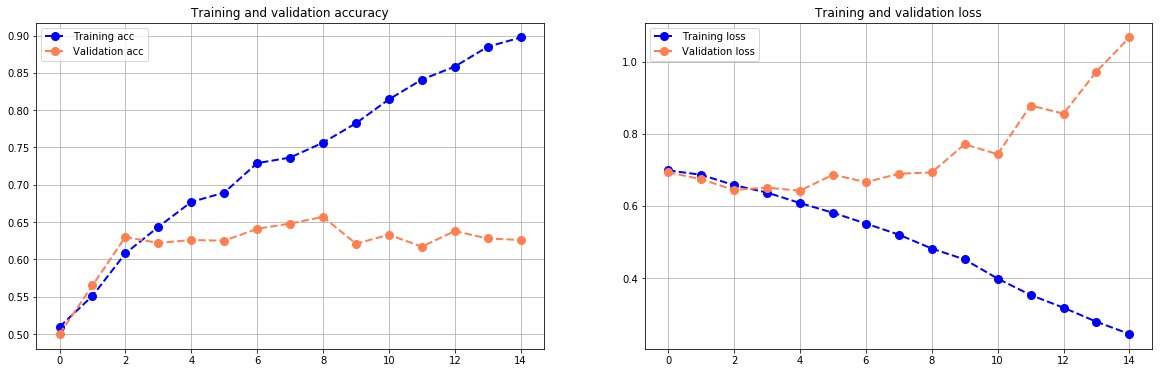 Training and validation accuracy
Training acc
Validation acc
0.90
0.85
0.80
0.75
0.70
0.65
0.60
0.55
0.50
0 2 4 6 8 10 12 14
Training and validation loss
Training loss
Validation loss
1.0
0.8
0.6
0.4
0 2 4 6 8 10 12 14